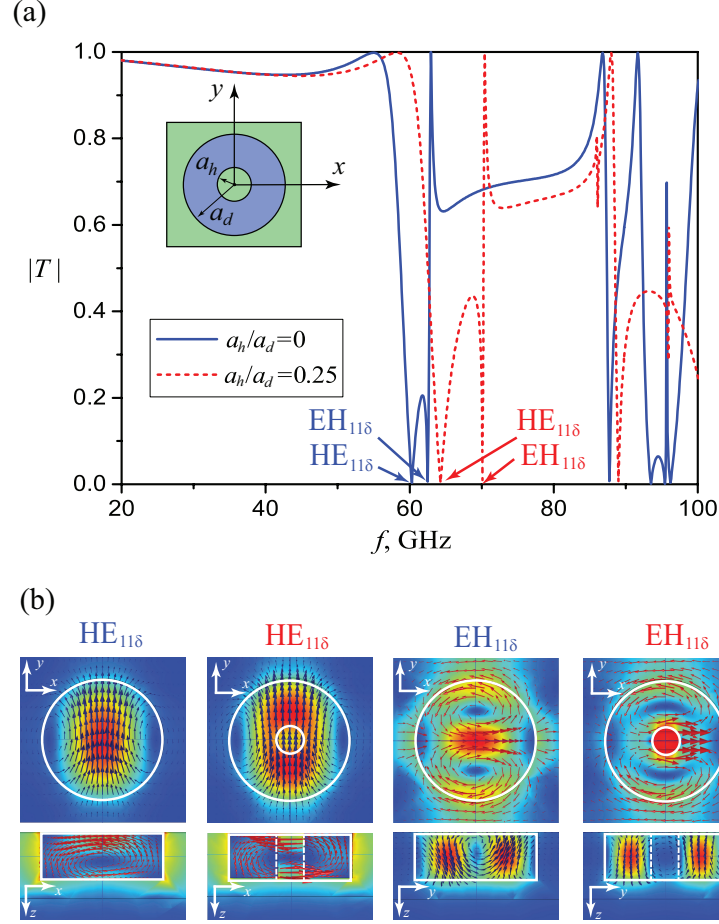 (a)
1.0
0.8
0.6
0.4
0.2
0.0
|T|
y
x
a_h
a_d
a_h/a_d=0
a_h/a_d=0.25
EH₁₁δ HE₁₁δ
HE₁₁δ EH₁₁δ
20 40 60 80 100
f, GHz
(b)
HE₁₁δ HE₁₁δ EH₁₁δ EH₁₁δ
y y y y
x x x x
x x x x
z z z z